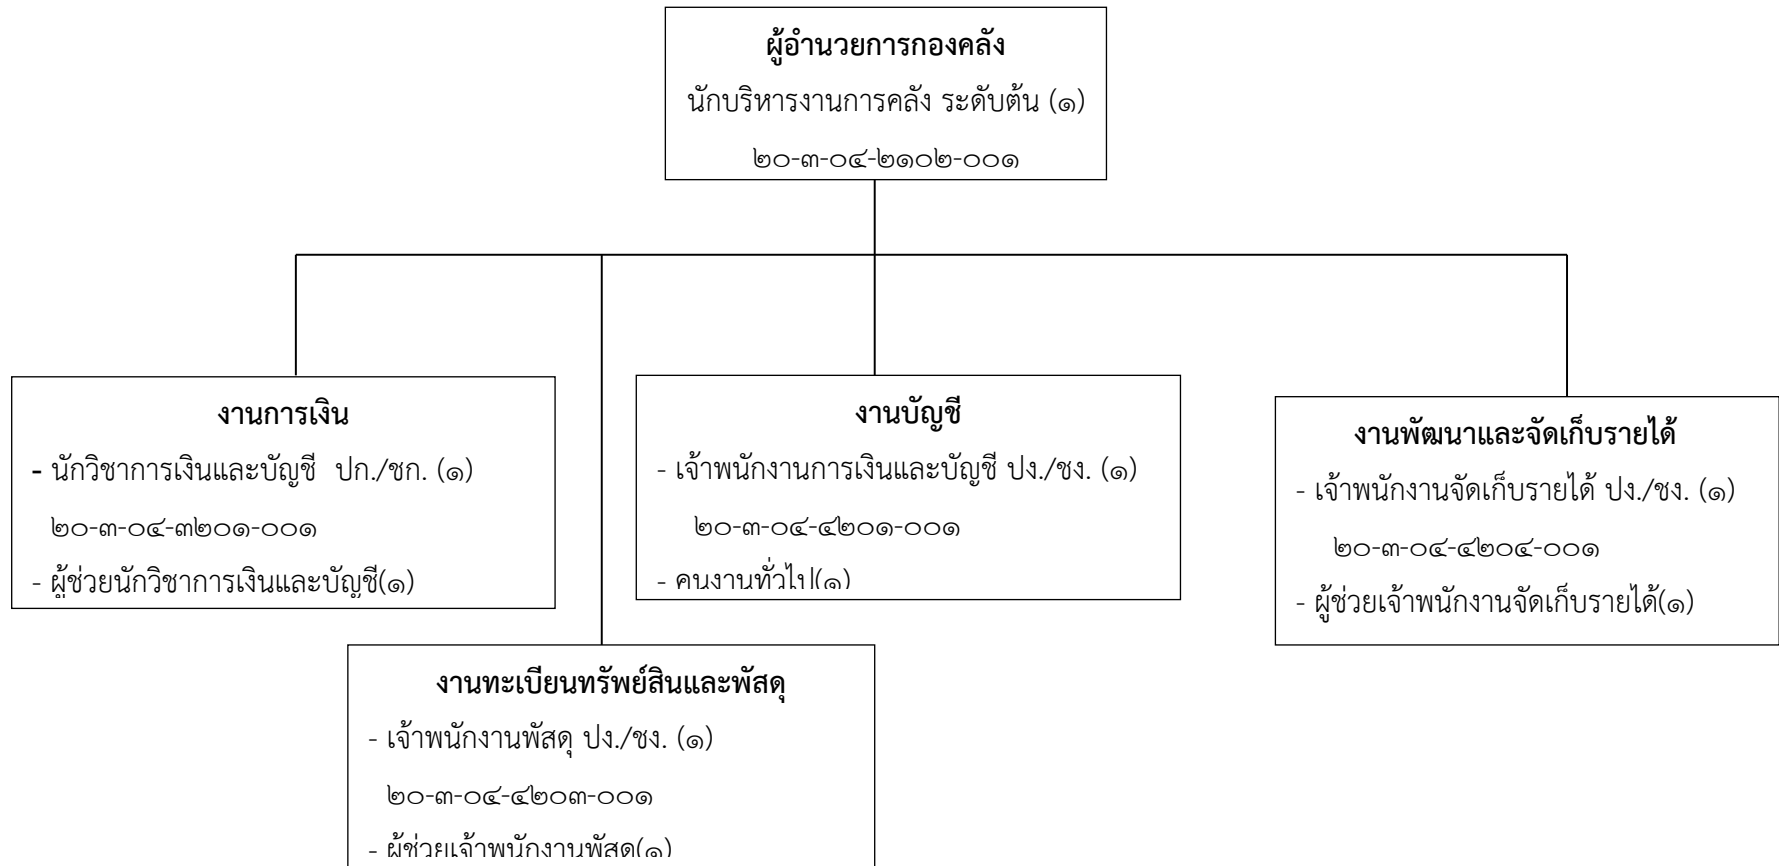 ผู้อำนวยการกองคลัง
นักบริหารงานการคลัง ระดับต้น (๑)
๒๐-๓-๐๔-๒๑๐๒-๐๐๑
งานการเงิน
- นักวิชาการเงินและบัญชี ปก./ชก. (๑)
๒๐-๓-๐๔-๓๒๐๑-๐๐๑
- ผู้ช่วยนักวิชาการเงินและบัญชี(๑)
งานบัญชี
- เจ้าพนักงานการเงินและบัญชี ปง./ชง. (๑)
๒๐-๓-๐๔-๔๒๐๑-๐๐๑
- คนงานทั่วไป(๑)
งานพัฒนาและจัดเก็บรายได้
- เจ้าพนักงานจัดเก็บรายได้ ปง./ชง. (๑)
๒๐-๓-๐๔-๔๒๐๔-๐๐๑
- ผู้ช่วยเจ้าพนักงานจัดเก็บรายได้(๑)
งานทะเบียนทรัพย์สินและพัสดุ
- เจ้าพนักงานพัสดุ ปง./ชง. (๑)
๒๐-๓-๐๔-๔๒๐๓-๐๐๑
- ผู้ช่วยเจ้าพนักงานพัสดุ(๑)